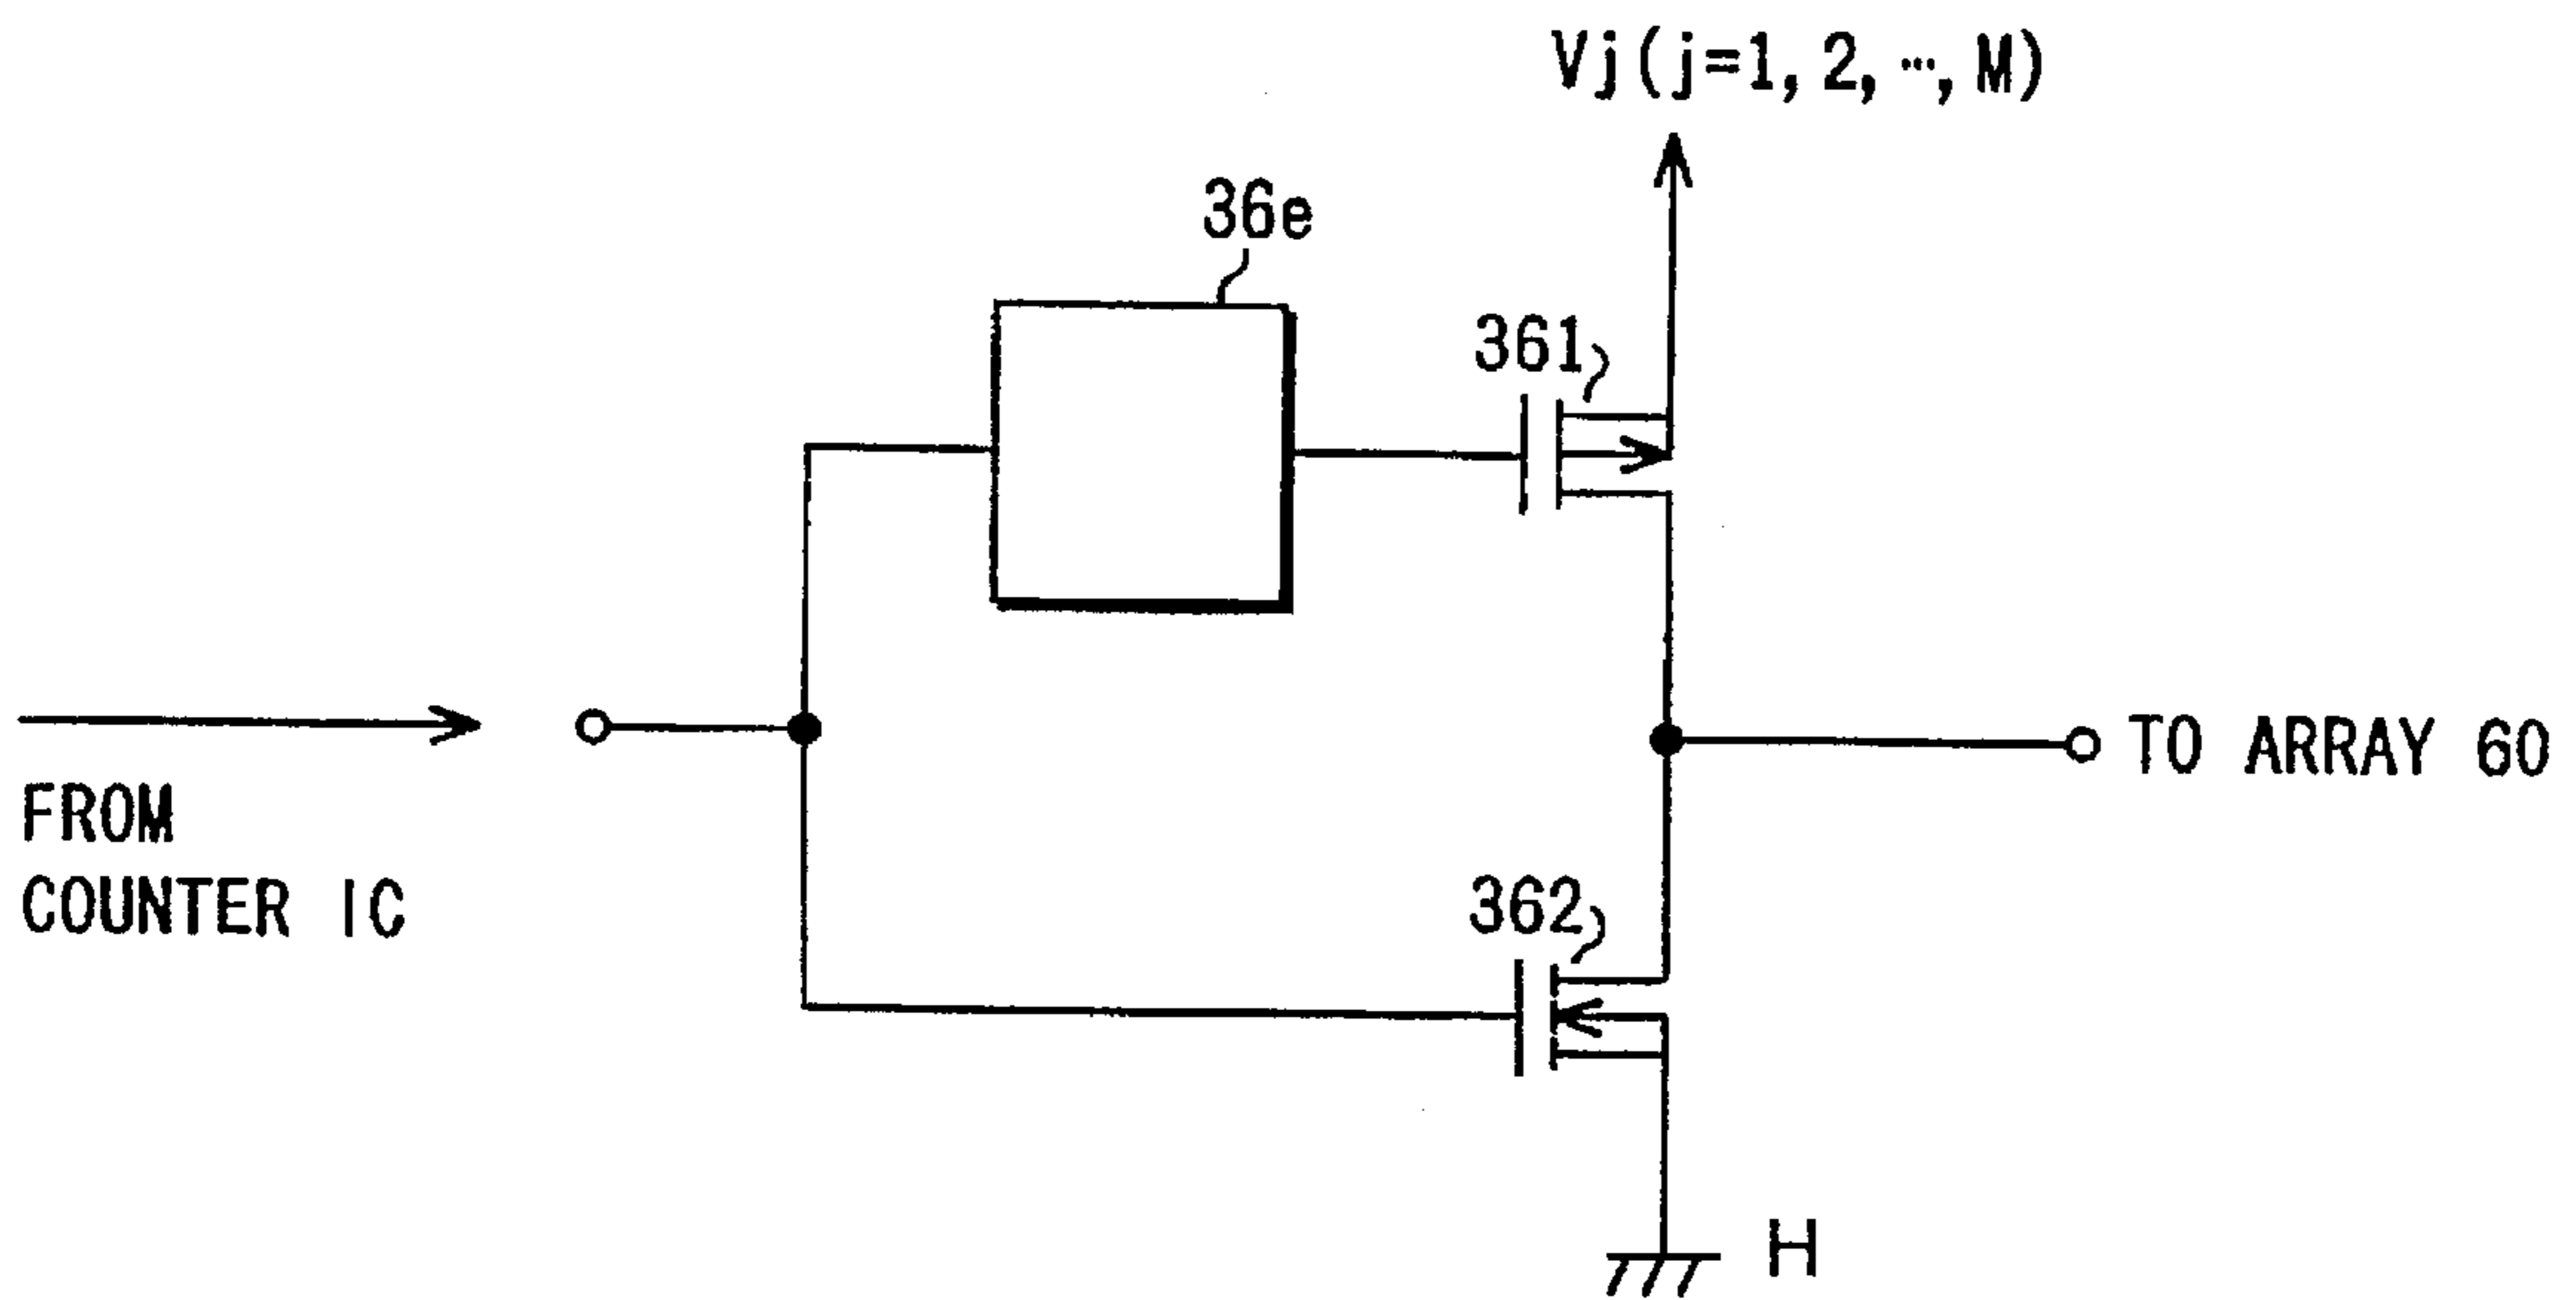 Vj(j=1, 2, …, M)
36e
361
FROM
COUNTER IC
TO ARRAY 60
362
H